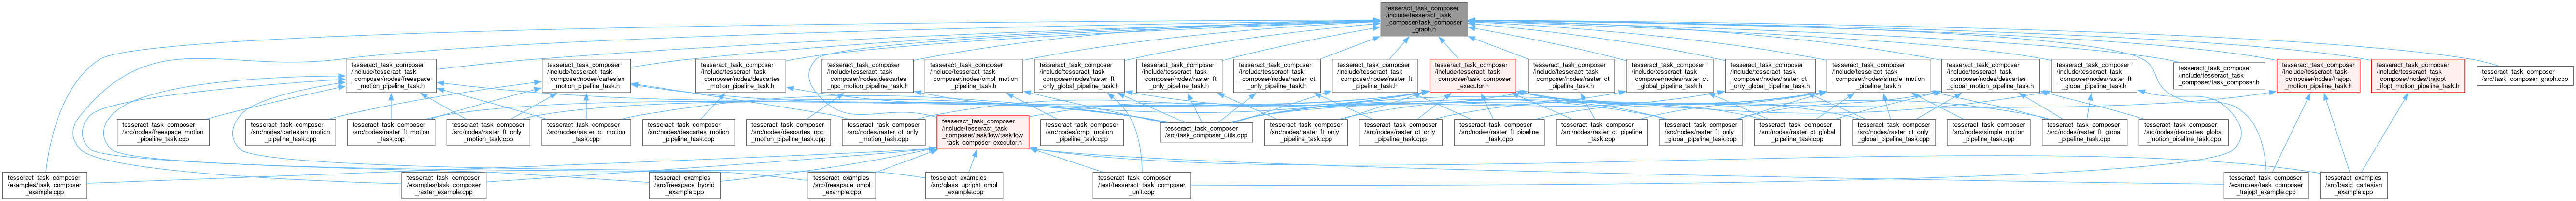 tesseract_task_composer
/include/tesseract_task
_composer/task_composer
_graph.h
tesseract_task_composer
/include/tesseract_task
_composer/nodes/freespace
_motion_pipeline_task.h
tesseract_task_composer
/include/tesseract_task
_composer/nodes/cartesian
_motion_pipeline_task.h
tesseract_task_composer
/include/tesseract_task
_composer/nodes/descartes
_motion_pipeline_task.h
tesseract_task_composer
/include/tesseract_task
_composer/nodes/descartes
_npc_motion_pipeline_task.h
tesseract_task_composer
/include/tesseract_task
_composer/nodes/ompl_motion
_pipeline_task.h
tesseract_task_composer
/include/tesseract_task
_composer/nodes/raster_ft
_only_global_pipeline_task.h
tesseract_task_composer
/include/tesseract_task
_composer/nodes/raster_ft
_only_pipeline_task.h
tesseract_task_composer
/include/tesseract_task
_composer/nodes/raster_ct
_only_pipeline_task.h
tesseract_task_composer
/include/tesseract_task
_composer/nodes/raster_ft
_pipeline_task.h
tesseract_task_composer
/include/tesseract_task
_composer/task_composer
_executor.h
tesseract_task_composer
/include/tesseract_task
_composer/nodes/raster_ct
_pipeline_task.h
tesseract_task_composer
/include/tesseract_task
_composer/nodes/raster_ct
_global_pipeline_task.h
tesseract_task_composer
/include/tesseract_task
_composer/nodes/raster_ct
_only_global_pipeline_task.h
tesseract_task_composer
/include/tesseract_task
_composer/nodes/simple_motion
_pipeline_task.h
tesseract_task_composer
/include/tesseract_task
_composer/nodes/descartes
_global_motion_pipeline_task.h
tesseract_task_composer
/include/tesseract_task
_composer/nodes/raster_ft
_global_pipeline_task.h
tesseract_task_composer
/include/tesseract_task
_composer/task_composer.h
tesseract_task_composer
/include/tesseract_task
_composer/nodes/trajopt
_motion_pipeline_task.h
tesseract_task_composer
/include/tesseract_task
_composer/nodes/trajopt
_ifopt_motion_pipeline_task.h
tesseract_task_composer
/src/task_composer_graph.cpp
tesseract_task_composer
/src/nodes/freespace_motion
_pipeline_task.cpp
tesseract_task_composer
/src/nodes/cartesian_motion
_pipeline_task.cpp
tesseract_task_composer
/src/nodes/raster_ft_motion
_task.cpp
tesseract_task_composer
/src/nodes/raster_ft_only
_motion_task.cpp
tesseract_task_composer
/src/nodes/raster_ct_motion
_task.cpp
tesseract_task_composer
/src/nodes/descartes_motion
_pipeline_task.cpp
tesseract_task_composer
/src/nodes/descartes_npc
_motion_pipeline_task.cpp
tesseract_task_composer
/src/nodes/raster_ct_only
_motion_task.cpp
tesseract_task_composer
/include/tesseract_task
_composer/taskflow/taskflow
_task_composer_executor.h
tesseract_task_composer
/src/nodes/ompl_motion
_pipeline_task.cpp
tesseract_task_composer
/src/task_composer_utils.cpp
tesseract_task_composer
/src/nodes/raster_ft_only
_pipeline_task.cpp
tesseract_task_composer
/src/nodes/raster_ct_only
_pipeline_task.cpp
tesseract_task_composer
/src/nodes/raster_ft_pipeline
_task.cpp
tesseract_task_composer
/src/nodes/raster_ct_pipeline
_task.cpp
tesseract_task_composer
/src/nodes/raster_ft_only
_global_pipeline_task.cpp
tesseract_task_composer
/src/nodes/raster_ct_global
_pipeline_task.cpp
tesseract_task_composer
/src/nodes/raster_ct_only
_global_pipeline_task.cpp
tesseract_task_composer
/src/nodes/simple_motion
_pipeline_task.cpp
tesseract_task_composer
/src/nodes/raster_ft_global
_pipeline_task.cpp
tesseract_task_composer
/src/nodes/descartes_global
_motion_pipeline_task.cpp
tesseract_task_composer
/examples/task_composer
_example.cpp
tesseract_task_composer
/examples/task_composer
_raster_example.cpp
tesseract_examples
/src/freespace_hybrid
_example.cpp
tesseract_examples
/src/freespace_ompl
_example.cpp
tesseract_examples
/src/glass_upright_ompl
_example.cpp
tesseract_task_composer
/test/tesseract_task_composer
_unit.cpp
tesseract_task_composer
/examples/task_composer
_trajopt_example.cpp
tesseract_examples
/src/basic_cartesian
_example.cpp